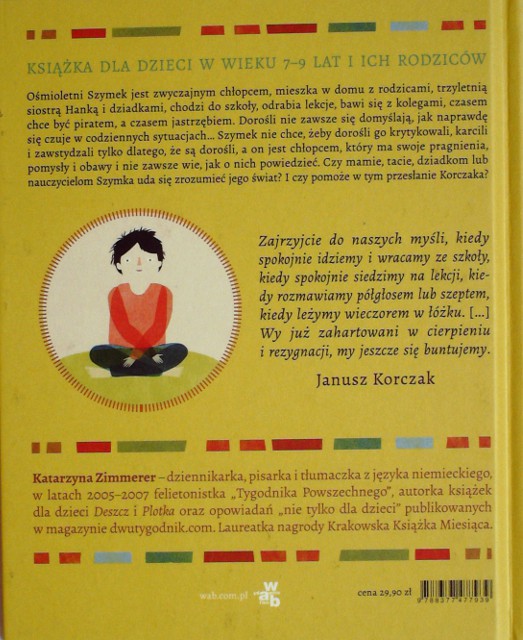 KSIĄŻKA DLA DZIECI W WIEKU 7–9 LAT I ICH RODZICÓW
Ośmioletni Szymek jest zwyczajnym chłopcem, mieszka w domu z rodzicami, trzyletnią
siostrą Hanką i dziadkami, chodzi do szkoły, odrabia lekcje, bawi się z kolegami, czasem
chce być piratem, a czasem jastrzębiem. Dorośli nie zawsze się domyślają, jak naprawdę
się czuje w codziennych sytuacjach... Szymek nie chce, żeby dorośli go krytykowali, karcili
i zawstydzali tylko dlatego, że są dorośli, a on jest chłopcem, który ma swoje pragnienia,
pomysły i obawy i nie zawsze wie, jak o nich powiedzieć. Czy mamie, tacie, dziadkom lub
nauczycielom Szymka uda się zrozumieć jego świat? I czy pomoże w tym przesłanie Korczaka?
Zajrzyjcie do naszych myśli, kiedy
spokojnie idziemy i wracamy ze szkoły,
kiedy spokojnie siedzimy na lekcji, kie-
dy rozmawiamy półgłosem lub szeptem,
kiedy leżymy wieczorem w łóżku. [...]
Wy już zahartowani w cierpieniu
i rezygnacji, my jeszcze się buntujemy.
Janusz Korczak
Katarzyna Zimmerer – dziennikarka, pisarka i tłumaczka z języka niemieckiego,
w latach 2005–2007 felietonistka „Tygodnika Powszechnego”, autorka książek
dla dzieci Deszcz i Plotka oraz opowiadań „nie tylko dla dzieci” publikowanych
w magazynie dwutygodnik.com. Laureatka nagrody Krakowska Książka Miesiąca.
wab.com.pl
w
a b
cena 29,90 zł
9788377477939